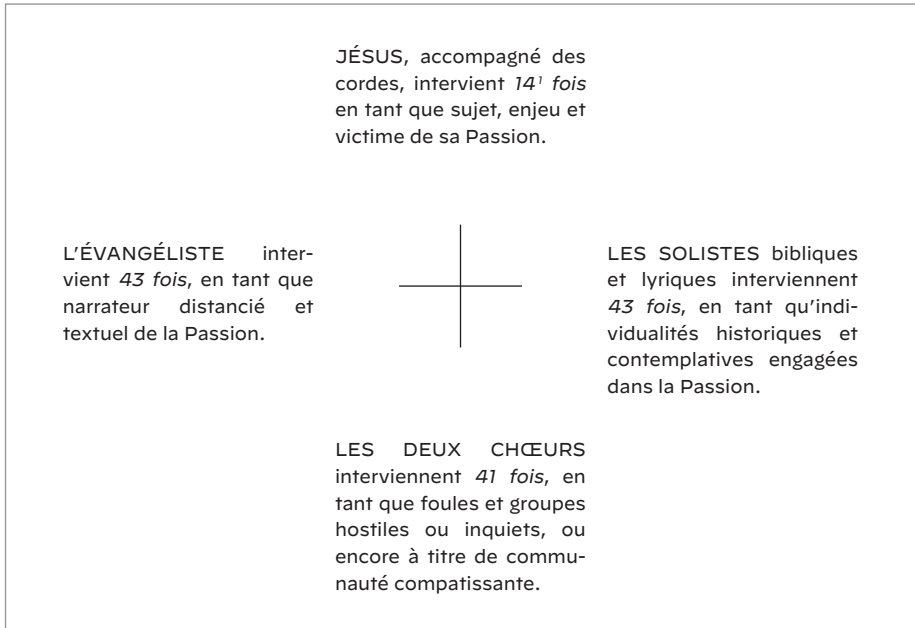 JÉSUS, accompagné des
cordes, intervient 14¹ fois
en tant que sujet, enjeu et
victime de sa Passion.
L'ÉVANGÉLISTE inter-
vient 43 fois, en tant que
narrateur distancié et
textuel de la Passion.
LES SOLISTES bibliques
et lyriques interviennent
43 fois, en tant qu'indi-
vidualités historiques et
contemplatives engagées
dans la Passion.
LES DEUX CHŒURS
interviennent 41 fois, en
tant que foules et groupes
hostiles ou inquiets, ou
encore à titre de commu-
nauté compatissante.